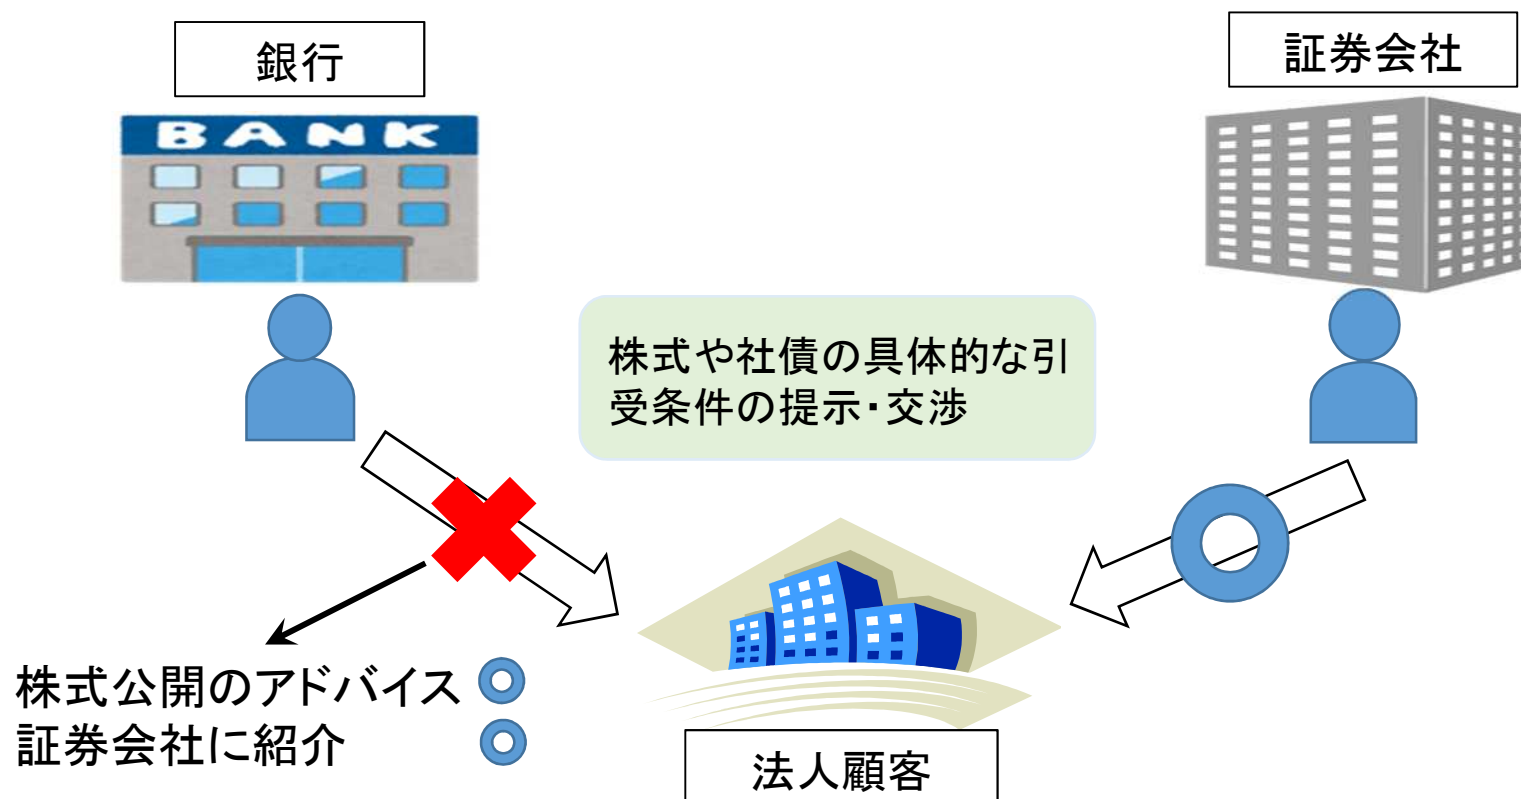 銀行
証券会社
BANK
株式や社債の具体的な引
受条件の提示・交渉
株式公開のアドバイス
証券会社に紹介
法人顧客